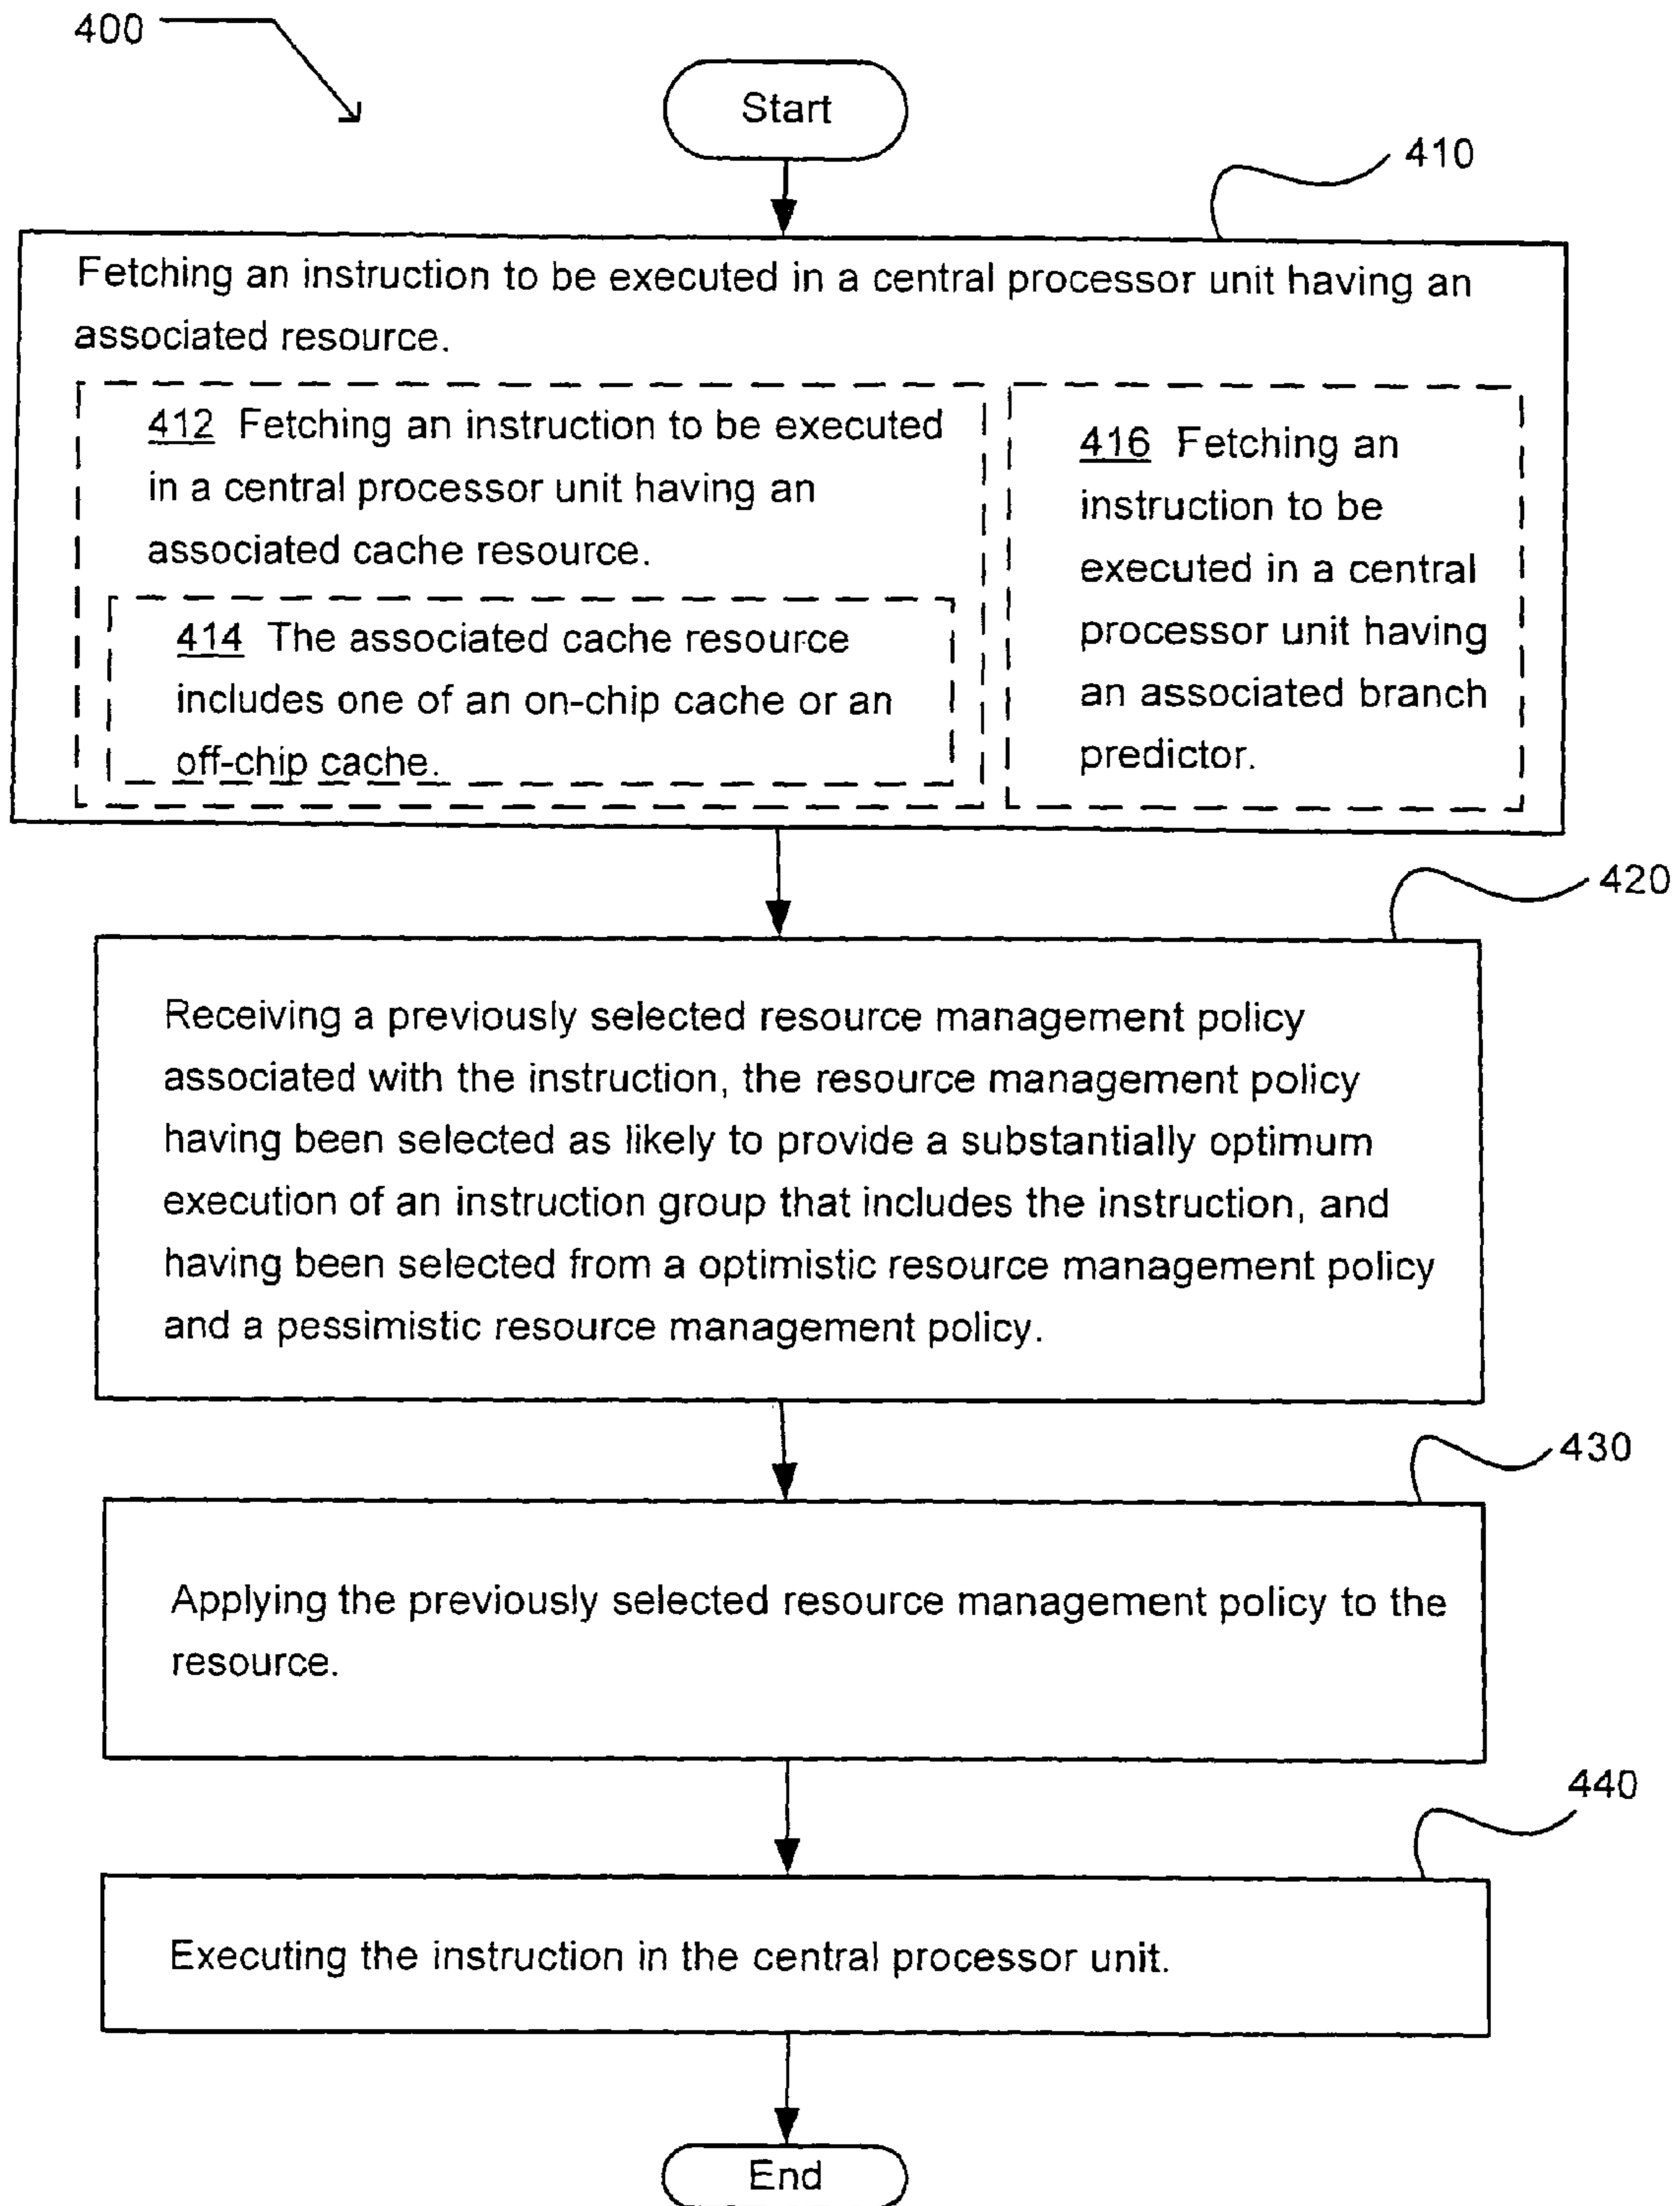 400
Start
410
Fetching an instruction to be executed in a central processor unit having an
associated resource.
412 Fetching an instruction to be executed
in a central processor unit having an
associated cache resource.
414 The associated cache resource
includes one of an on-chip cache or an
off-chip cache.
416 Fetching an
instruction to be
executed in a central
processor unit having
an associated branch
predictor.
420
Receiving a previously selected resource management policy
associated with the instruction, the resource management policy
having been selected as likely to provide a substantially optimum
execution of an instruction group that includes the instruction, and
having been selected from a optimistic resource management policy
and a pessimistic resource management policy.
430
Applying the previously selected resource management policy to the
resource.
440
Executing the instruction in the central processor unit.
End